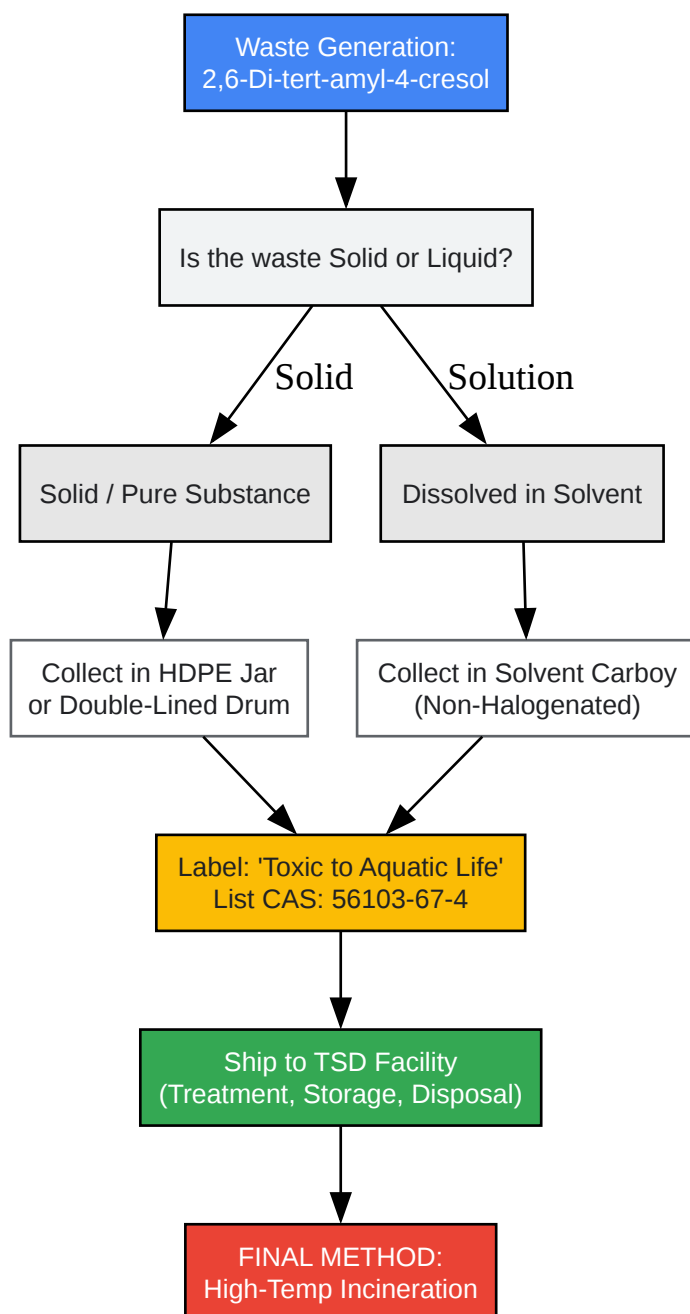 Waste Generation:
2,6-Di-tert-amyl-4-cresol
Is the waste Solid or Liquid?
Solid
Solution
Solid / Pure Substance
Dissolved in Solvent
Collect in HDPE Jar
or Double-Lined Drum
Collect in Solvent Carboy
(Non-Halogenated)
Label: 'Toxic to Aquatic Life'
List CAS: 56103-67-4
Ship to TSD Facility
(Treatment, Storage, Disposal)
FINAL METHOD:
High-Temp Incineration